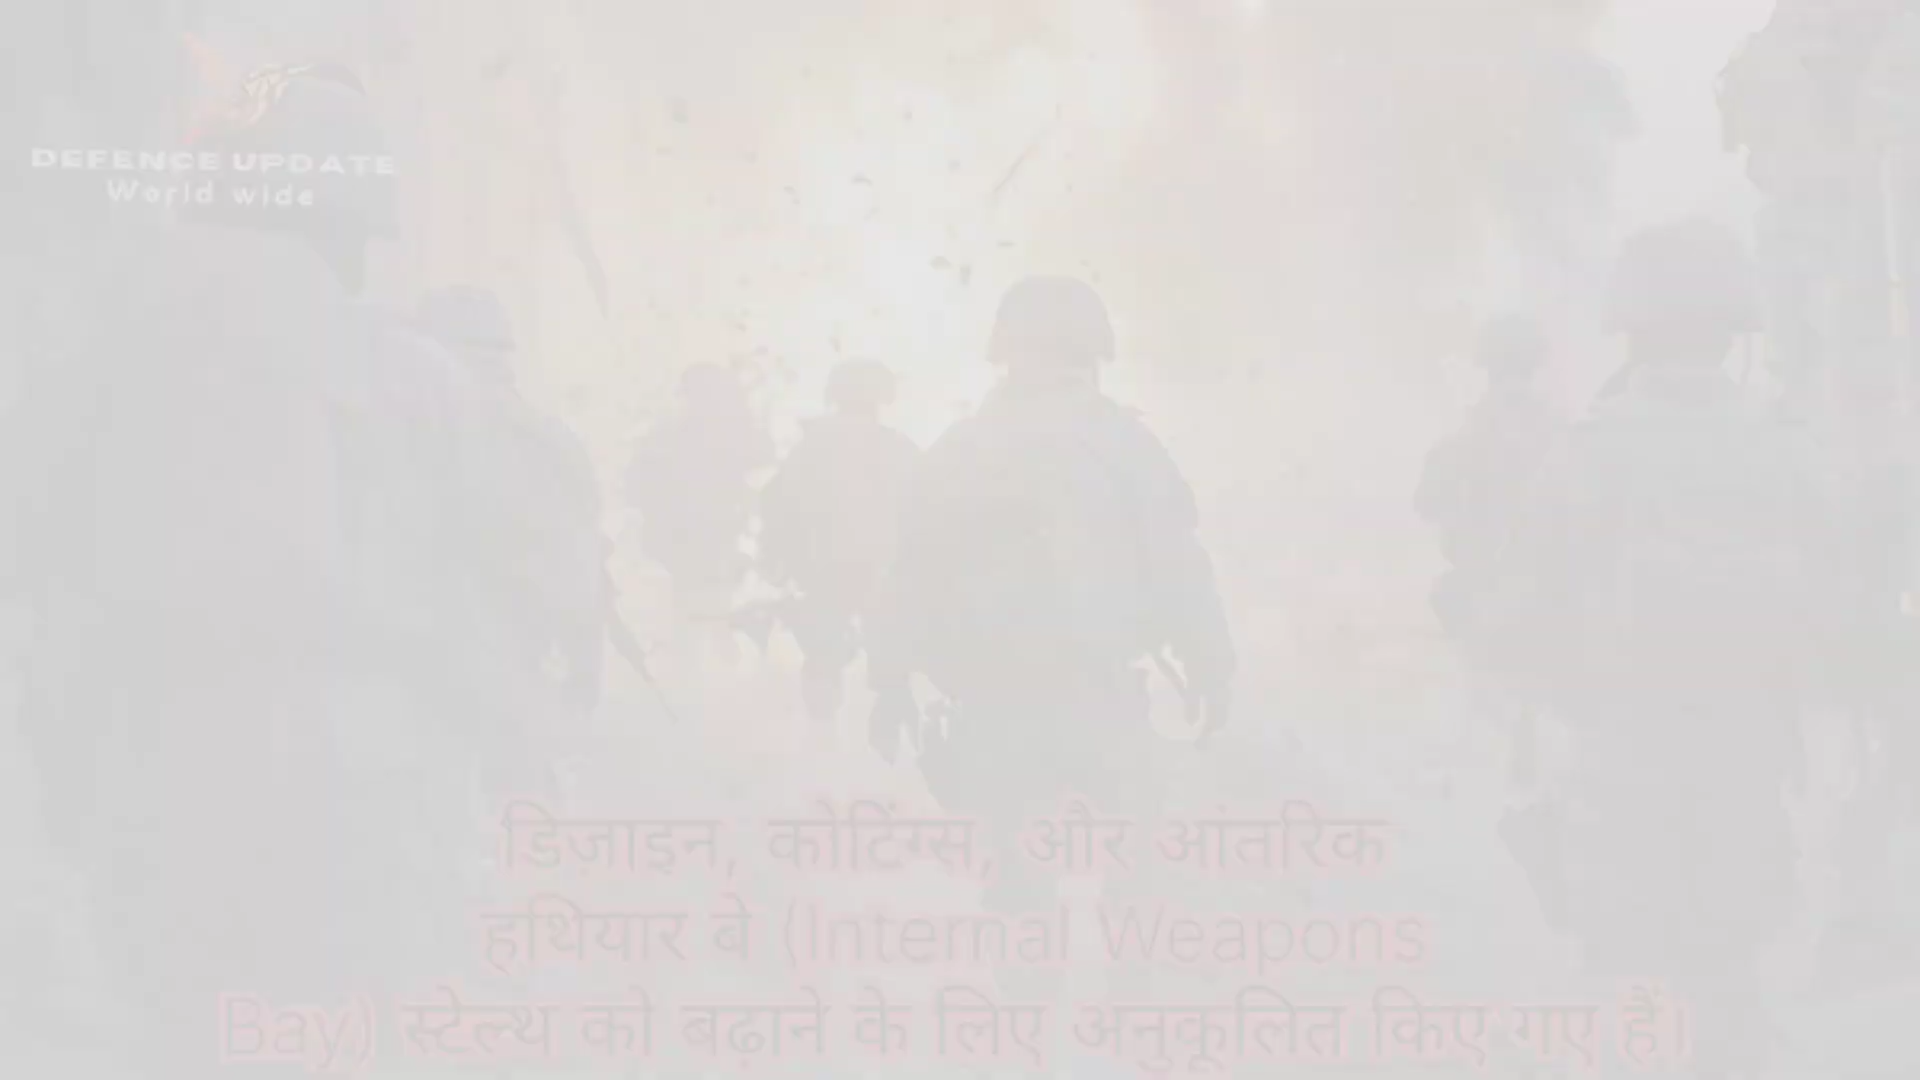 DEFENCE UPDATE
World wide
डिज़ाइन, कोटिंग्स, और आंतरिक
हथियार बे (Internal Weapons
Bay) स्टेल्थ को बढ़ाने के लिए अनुकूलित किए गए हैं।